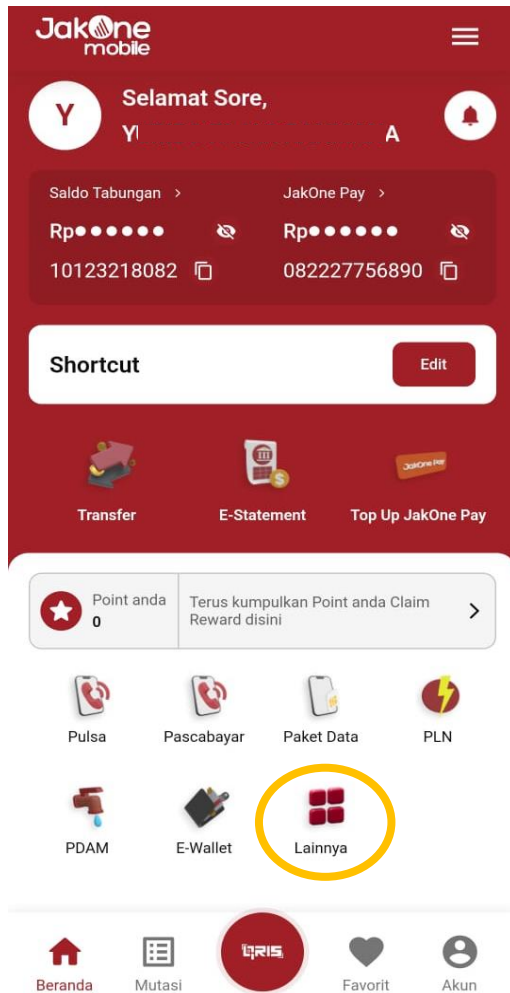 JakOne
mobile
Selamat Sore,
Y A
Saldo Tabungan >
JakOne Pay >
Rp●●●●●●
Rp●●●●●●
10123218082
082227756890
Shortcut
Edit
JakOne Pay
Transfer
E-Statement
Top Up JakOne Pay
Point anda
0
Terus kumpulkan Point anda Claim
Reward disini
Pulsa
Pascabayar
Paket Data
PLN
PDAM
E-Wallet
Lainnya
QRIS
Beranda
Mutasi
Favorit
Akun